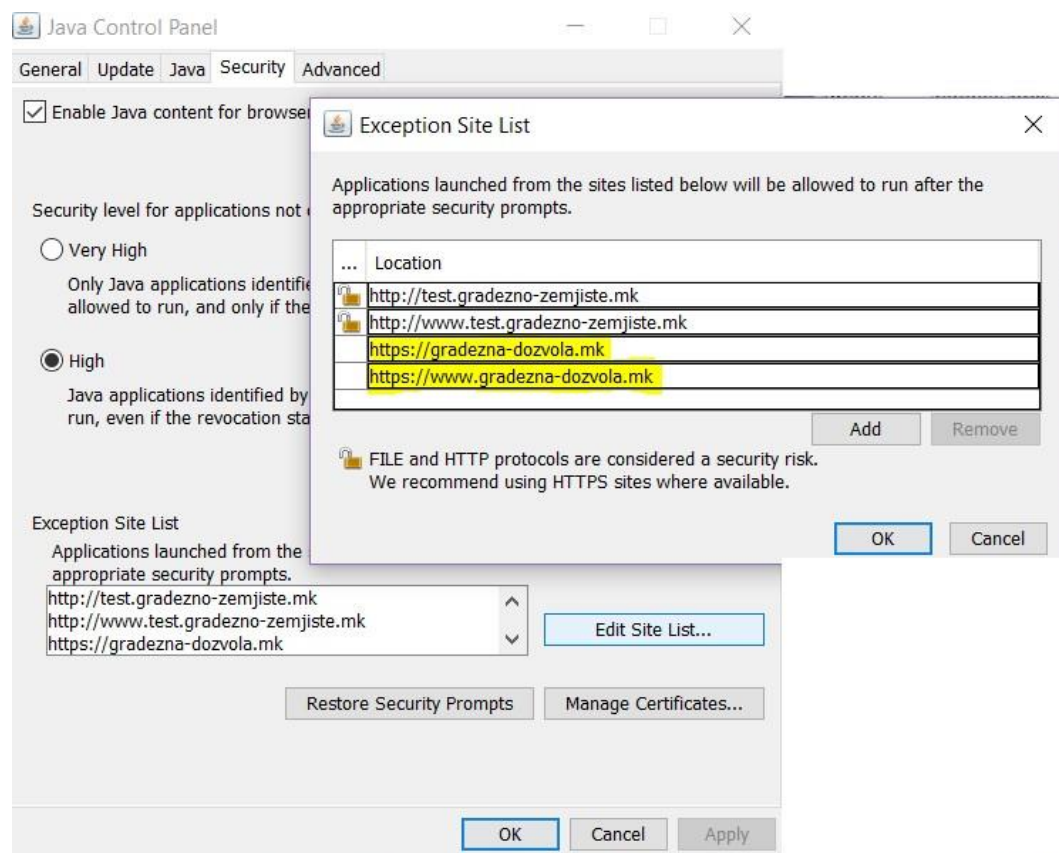 Java Control Panel
General Update Java Security Advanced
Enable Java content for browser
Security level for applications not
Very High
Only Java applications identifie
allowed to run, and only if the
High
Java applications identified by
run, even if the revocation sta
Exception Site List
Applications launched from the
appropriate security prompts.
http://test.gradezno-zemjiste.mk
http://www.test.gradezno-zemjiste.mk
https://gradezna-dozvola.mk
Edit Site List...
Restore Security Prompts Manage Certificates...
OK Cancel Apply
Exception Site List
Applications launched from the sites listed below will be allowed to run after the
appropriate security prompts.
... Location
http://test.gradezno-zemjiste.mk
http://www.test.gradezno-zemjiste.mk
https://gradezna-dozvola.mk
https://www.gradezna-dozvola.mk
Add Remove
FILE and HTTP protocols are considered a security risk.
We recommend using HTTPS sites where available.
OK Cancel